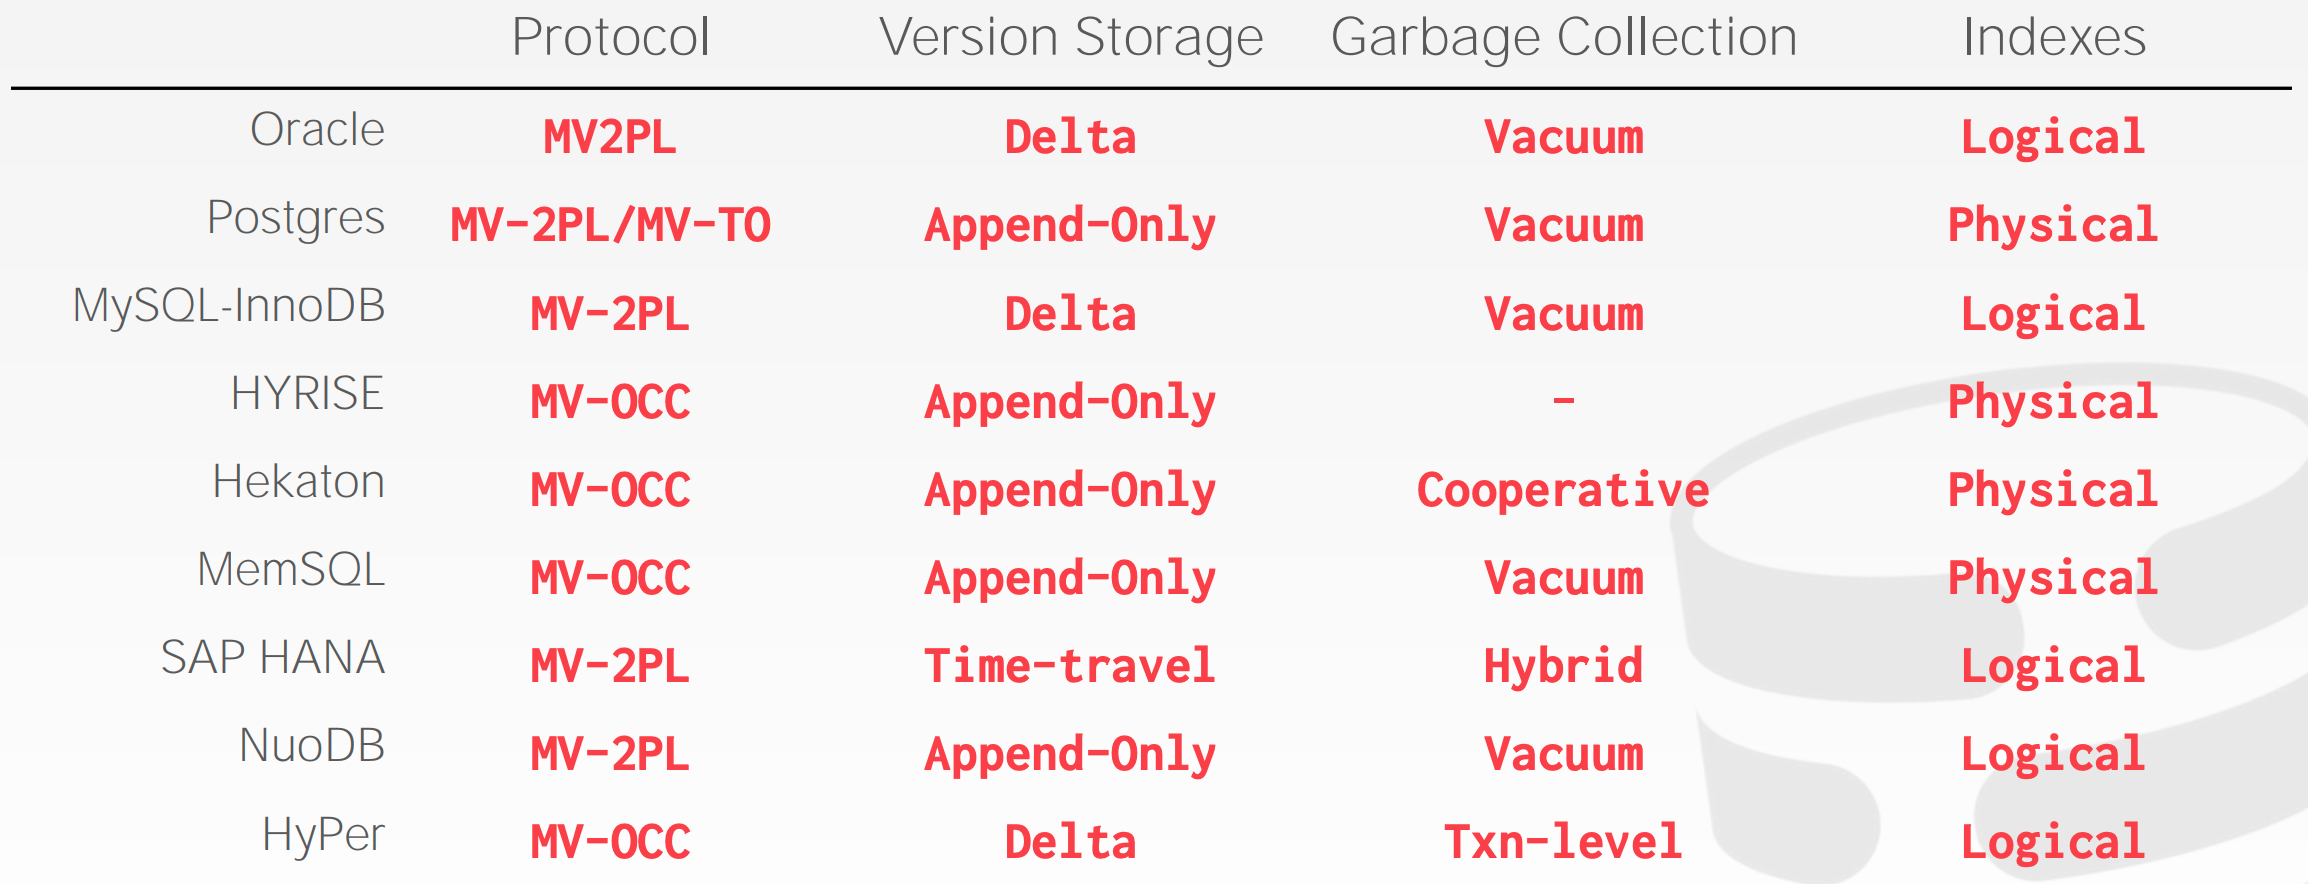 Protocol Version Storage Garbage Collection Indexes
Oracle MV2PL Delta Vacuum Logical
Postgres MV-2PL/MV-TO Append-Only Vacuum Physical
MySQL-InnoDB MV-2PL Delta Vacuum Logical
HYRISE MV-OCC Append-Only - Physical
Hekaton MV-OCC Append-Only Cooperative Physical
MemSQL MV-OCC Append-Only Vacuum Physical
SAP HANA MV-2PL Time-travel Hybrid Logical
NuoDB MV-2PL Append-Only Vacuum Logical
HyPer MV-OCC Delta Txn-level Logical